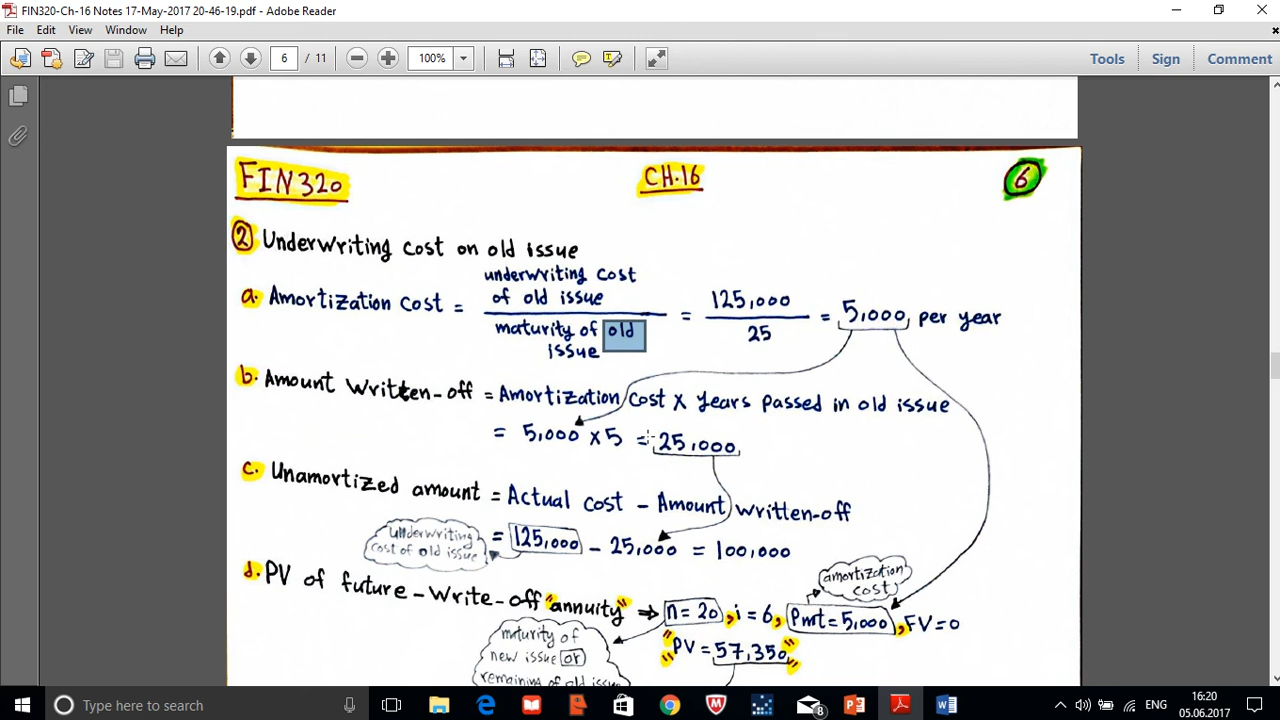 FIN320-Ch-16 Notes 17-May-2017 20-46-19.pdf - Adobe Reader
File Edit View Window Help
6 / 11 100% Tools Sign Comment
FIN320 CH.16 6
2 Underwriting cost on old issue
a. Amortization cost = underwriting cost of old issue / maturity of old issue = 125,000 / 25 = 5,000 per year
b. Amount written-off = Amortization cost x years passed in old issue
= 5,000 x 5 = 25,000
c. Unamortized amount = Actual cost - Amount written-off
underwriting cost of old issue = 125,000 - 25,000 = 100,000
amortization cost
d. PV of future-write-off "annuity" ⇒ n = 20, i = 6, Pmt = 5,000, FV = 0
"PV = 57,350"
maturity of
new issue or
remaining of old issue
Type here to search
8
ENG
16:20
05.06.2017